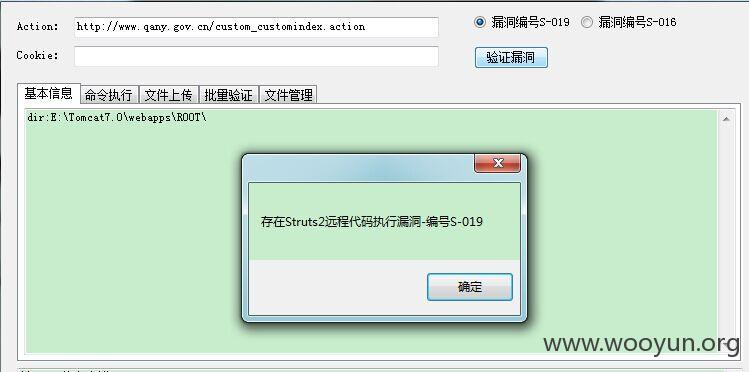 Action: http://www.qany.gov.cn/custom_customindex.action 漏洞编号S-019 漏洞编号S-016
Cookie: 验证漏洞
基本信息 命令执行 文件上传 批量验证 文件管理
dir:E:\Tomcat7.0\webapps\ROOT\
存在Struts2远程代码执行漏洞-编号S-019
确定
www.wooyun.org